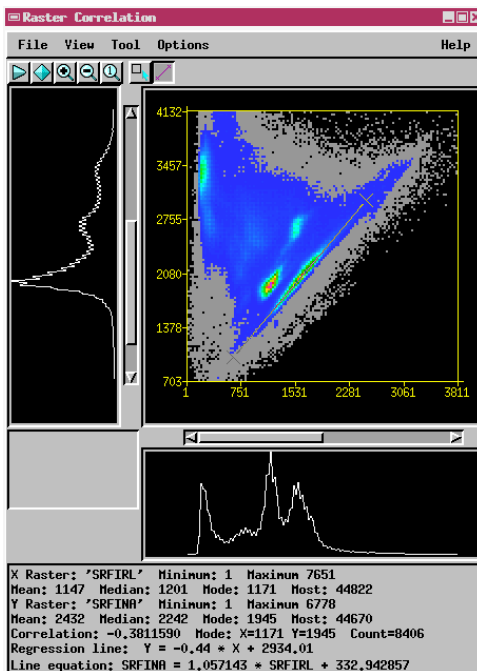 Raster Correlation
File View Tool Options Help
1
4132
3457
2755
2080
1378
703
1 751 1531 2281 3061 3811
X Raster: 'SRFIRL' Minimum: 1 Maximum 7651
Mean: 1147 Median: 1201 Mode: 1171 Most: 44822
Y Raster: 'SRFINA' Minimum: 1 Maximum 6778
Mean: 2432 Median: 2242 Mode: 1945 Most: 44670
Correlation: -0.3811590 Mode: X=1171 Y=1945 Count=8406
Regression line: Y = -0.44 * X + 2934.01
Line equation: SRFINA = 1.057143 * SRFIRL + 332.942857